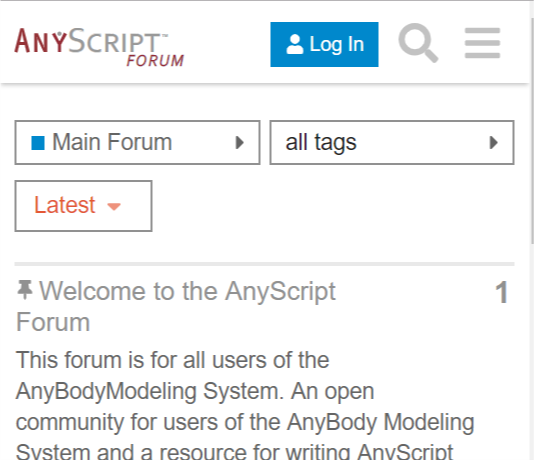 ANYSCRIPT™
FORUM
Log In
Main Forum
all tags
Latest
Welcome to the AnyScript
Forum
1
This forum is for all users of the
AnyBodyModeling System. An open
community for users of the AnyBody Modeling
System and a resource for writing AnyScript